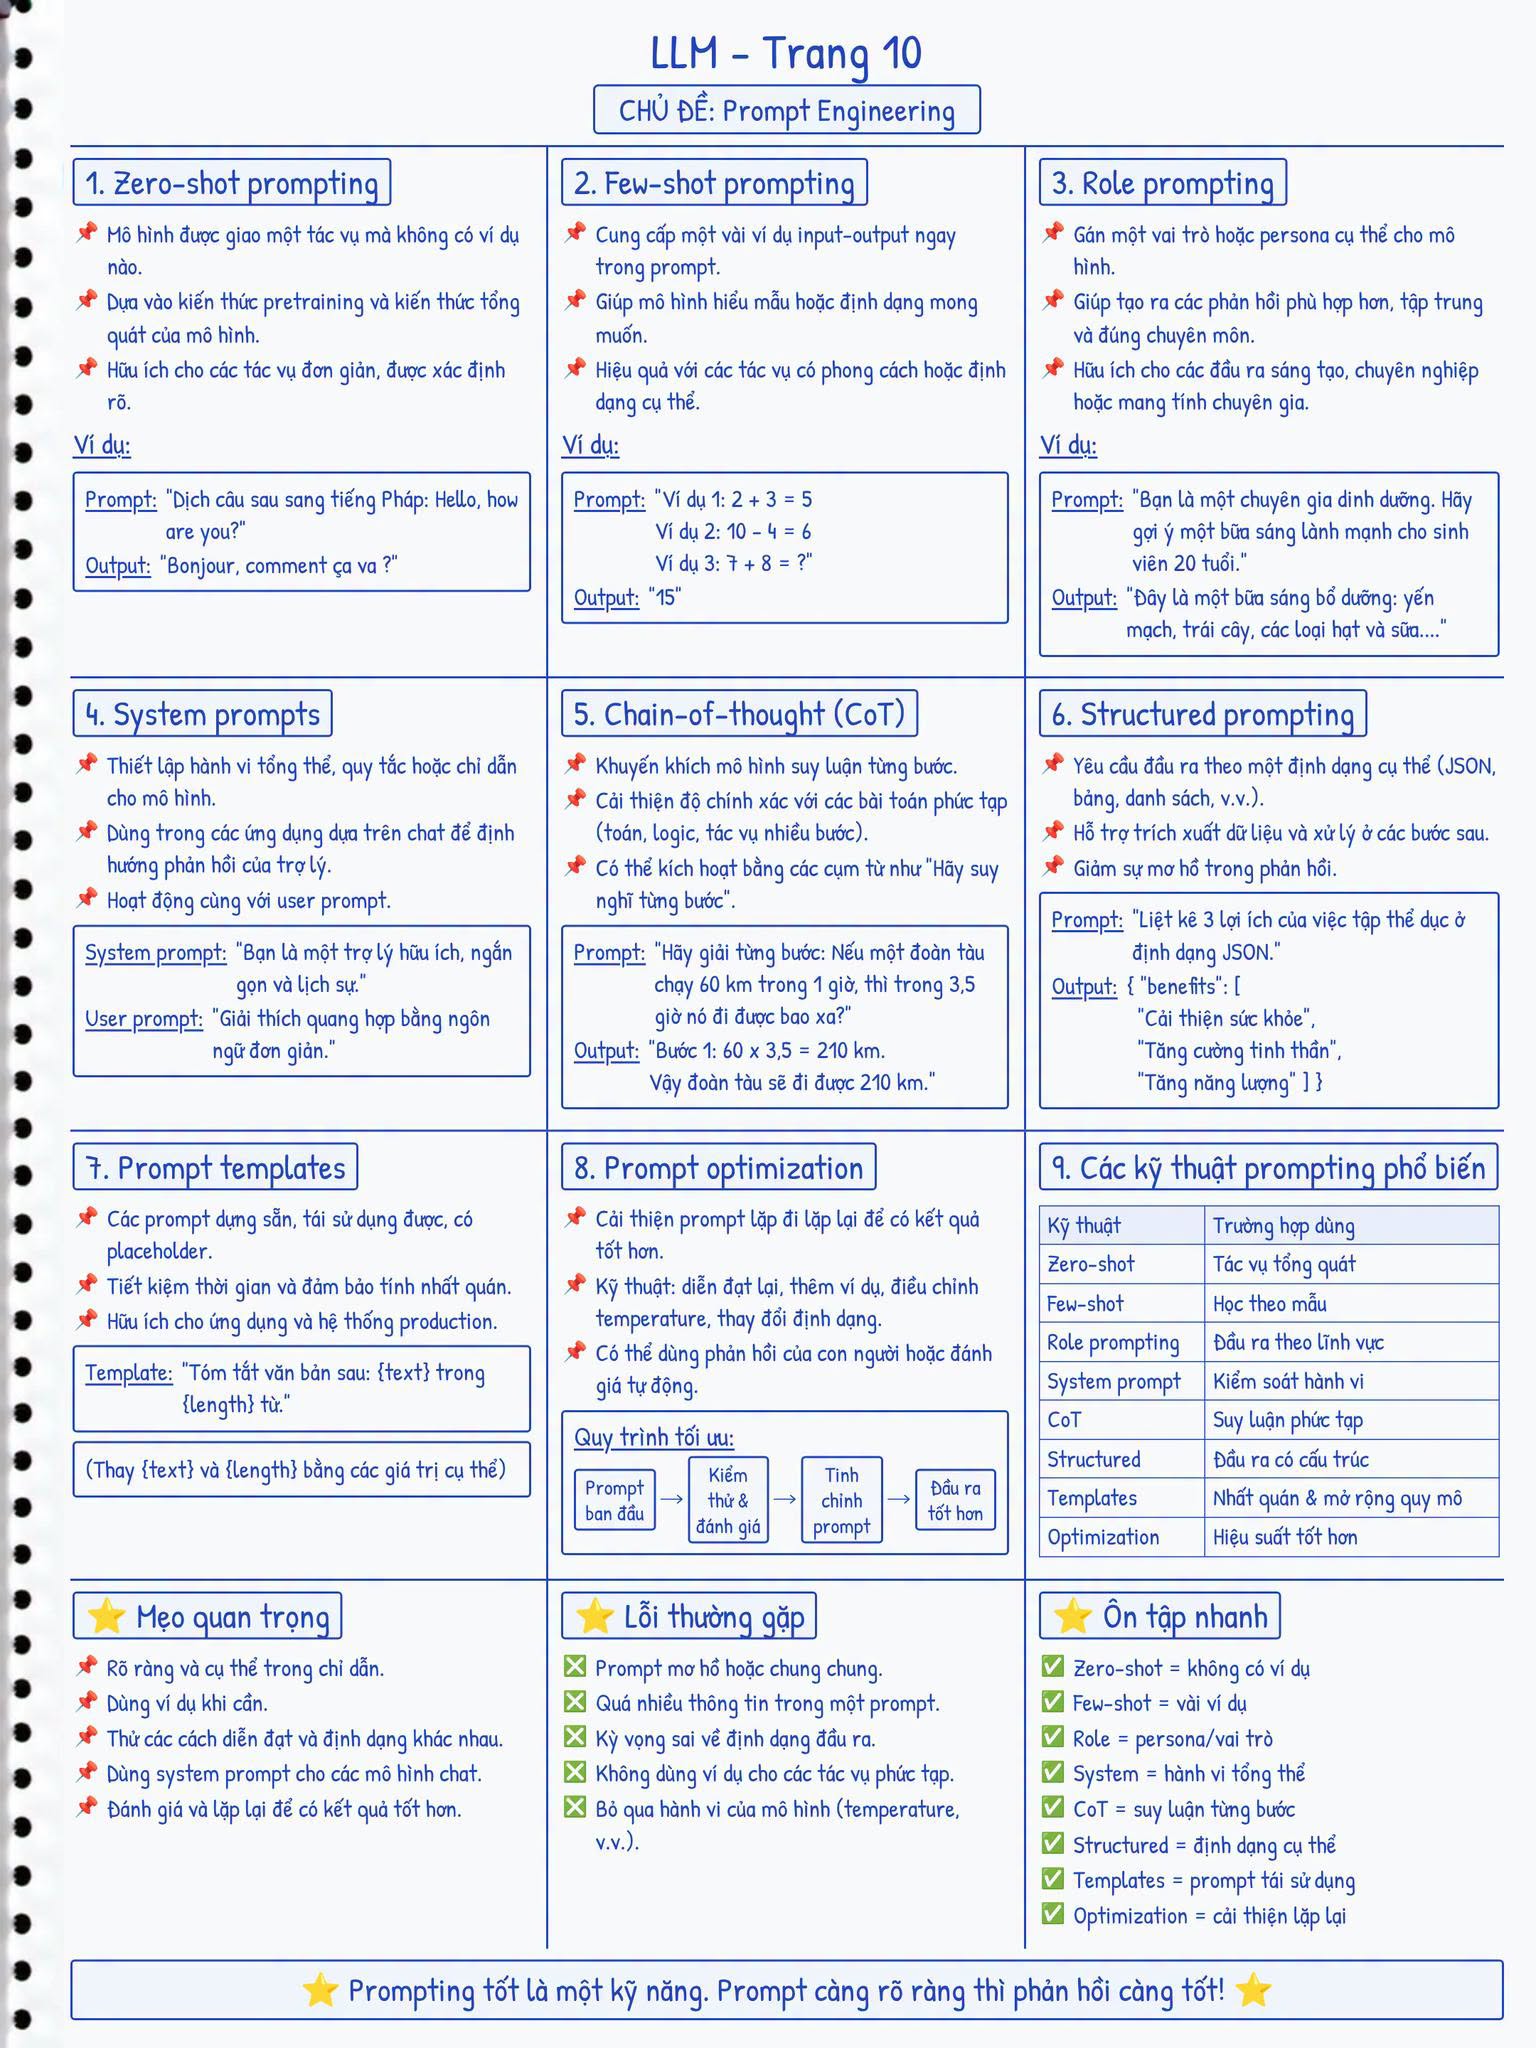 LLM - Trang 10
CHỦ ĐỀ: Prompt Engineering
1. Zero-shot prompting
Mô hình được giao một tác vụ mà không có ví dụ
nào.
Dựa vào kiến thức pretraining và kiến thức tổng
quát của mô hình.
Hữu ích cho các tác vụ đơn giản, được xác định
rõ.
Ví dụ:
Prompt: "Dịch câu sau sang tiếng Pháp: Hello, how
are you?"
Output: "Bonjour, comment ça va ?"
2. Few-shot prompting
Cung cấp một vài ví dụ input-output ngay
trong prompt.
Giúp mô hình hiểu mẫu hoặc định dạng mong
muốn.
Hiệu quả với các tác vụ có phong cách hoặc định
dạng cụ thể.
Ví dụ:
Prompt: "Ví dụ 1: 2 + 3 = 5
Ví dụ 2: 10 - 4 = 6
Ví dụ 3: 7 + 8 = ?"
Output: "15"
3. Role prompting
Gán một vai trò hoặc persona cụ thể cho mô
hình.
Giúp tạo ra các phản hồi phù hợp hơn, tập trung
và đúng chuyên môn.
Hữu ích cho các đầu ra sáng tạo, chuyên nghiệp
hoặc mang tính chuyên gia.
Ví dụ:
Prompt: "Bạn là một chuyên gia dinh dưỡng. Hãy
gợi ý một bữa sáng lành mạnh cho sinh
viên 20 tuổi."
Output: "Đây là một bữa sáng bổ dưỡng: yến
mạch, trái cây, các loại hạt và sữa...."
4. System prompts
Thiết lập hành vi tổng thể, quy tắc hoặc chỉ dẫn
cho mô hình.
Dùng trong các ứng dụng dựa trên chat để định
hướng phản hồi của trợ lý.
Hoạt động cùng với user prompt.
System prompt: "Bạn là một trợ lý hữu ích, ngắn
gọn và lịch sự."
User prompt: "Giải thích quang hợp bằng ngôn
ngữ đơn giản."
5. Chain-of-thought (CoT)
Khuyến khích mô hình suy luận từng bước.
Cải thiện độ chính xác với các bài toán phức tạp
(toán, logic, tác vụ nhiều bước).
Có thể kích hoạt bằng các cụm từ như "Hãy suy
nghĩ từng bước".
Prompt: "Hãy giải từng bước: Nếu một đoàn tàu
chạy 60 km trong 1 giờ, thì trong 3,5
giờ nó đi được bao xa?"
Output: "Bước 1: 60 x 3,5 = 210 km.
Vậy đoàn tàu sẽ đi được 210 km."
6. Structured prompting
Yêu cầu đầu ra theo một định dạng cụ thể (JSON,
bảng, danh sách, v.v.).
Hỗ trợ trích xuất dữ liệu và xử lý ở các bước sau.
Giảm sự mơ hồ trong phản hồi.
Prompt: "Liệt kê 3 lợi ích của việc tập thể dục ở
định dạng JSON."
Output: { "benefits": [
"Cải thiện sức khỏe",
"Tăng cường tinh thần",
"Tăng năng lượng" ] }
7. Prompt templates
Các prompt dựng sẵn, tái sử dụng được, có
placeholder.
Tiết kiệm thời gian và đảm bảo tính nhất quán.
Hữu ích cho ứng dụng và hệ thống production.
Template: "Tóm tắt văn bản sau: {text} trong
{length} từ."
(Thay {text} và {length} bằng các giá trị cụ thể)
8. Prompt optimization
Cải thiện prompt lặp đi lặp lại để có kết quả
tốt hơn.
Kỹ thuật: diễn đạt lại, thêm ví dụ, điều chỉnh
temperature, thay đổi định dạng.
Có thể dùng phản hồi của con người hoặc đánh
giá tự động.
Quy trình tối ưu:
Prompt
ban đầu
Kiểm
thử &
đánh giá
Tinh
chỉnh
prompt
Đầu ra
tốt hơn
9. Các kỹ thuật prompting phổ biến
Kỹ thuật Trường hợp dùng
Zero-shot Tác vụ tổng quát
Few-shot Học theo mẫu
Role prompting Đầu ra theo lĩnh vực
System prompt Kiểm soát hành vi
CoT Suy luận phức tạp
Structured Đầu ra có cấu trúc
Templates Nhất quán & mở rộng quy mô
Optimization Hiệu suất tốt hơn
Mẹo quan trọng
Rõ ràng và cụ thể trong chỉ dẫn.
Dùng ví dụ khi cần.
Thử các cách diễn đạt và định dạng khác nhau.
Dùng system prompt cho các mô hình chat.
Đánh giá và lặp lại để có kết quả tốt hơn.
Lỗi thường gặp
Prompt mơ hồ hoặc chung chung.
Quá nhiều thông tin trong một prompt.
Kỳ vọng sai về định dạng đầu ra.
Không dùng ví dụ cho các tác vụ phức tạp.
Bỏ qua hành vi của mô hình (temperature,
v.v.).
Ôn tập nhanh
Zero-shot = không có ví dụ
Few-shot = vài ví dụ
Role = persona/vai trò
System = hành vi tổng thể
CoT = suy luận từng bước
Structured = định dạng cụ thể
Templates = prompt tái sử dụng
Optimization = cải thiện lặp lại
Prompting tốt là một kỹ năng. Prompt càng rõ ràng thì phản hồi càng tốt!